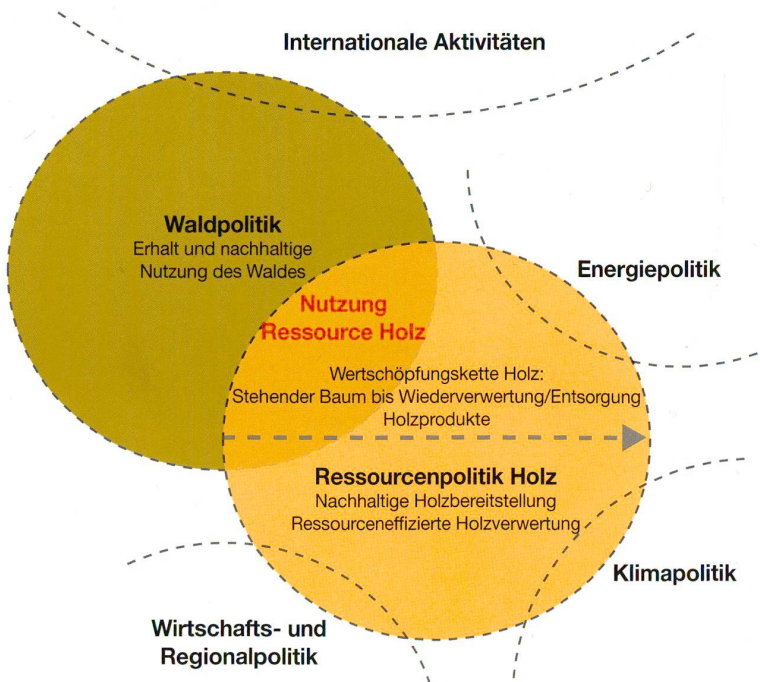 Internationale Aktivitäten
Waldpolitik
Erhalt und nachhaltige
Nutzung des Waldes
Energiepolitik
Nutzung
Ressource Holz
Wertschöpfungskette Holz:
Stehender Baum bis Wiederverwertung/Entsorgung
Holzprodukte
Ressourcenpolitik Holz
Nachhaltige Holzbereitstellung
Ressourceneffizierte Holzverwertung
Klimapolitik
Wirtschafts- und
Regionalpolitik